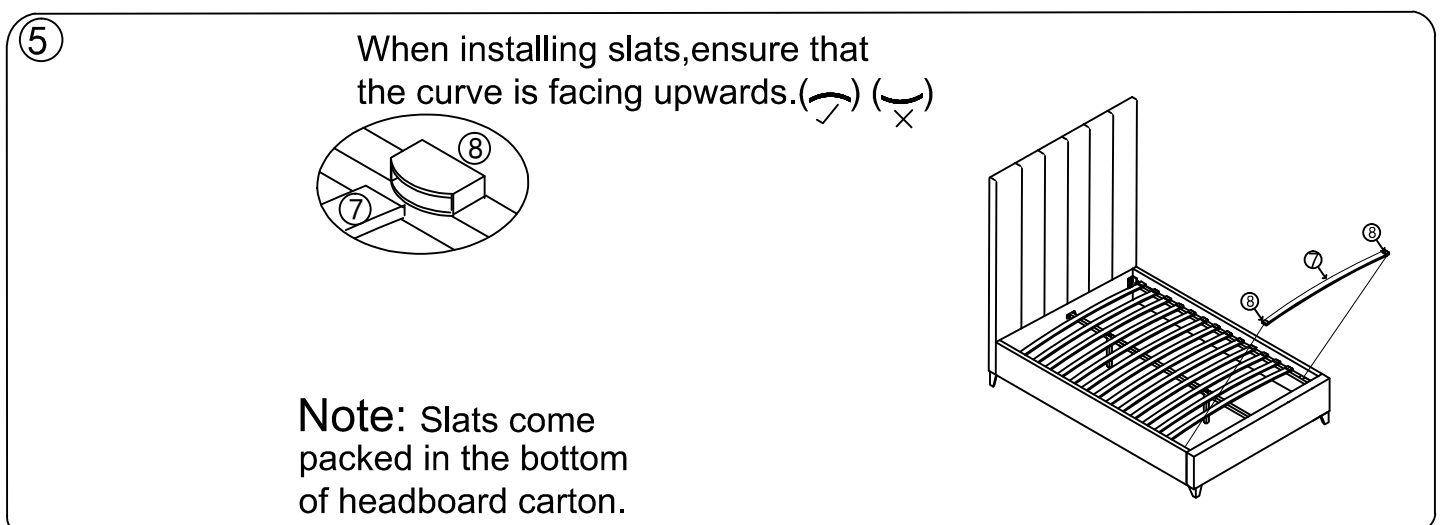 5
When installing slats,ensure that
the curve is facing upwards.( ) ( )
8
7
8
7
8
Note: Slats come
packed in the bottom
of headboard carton.